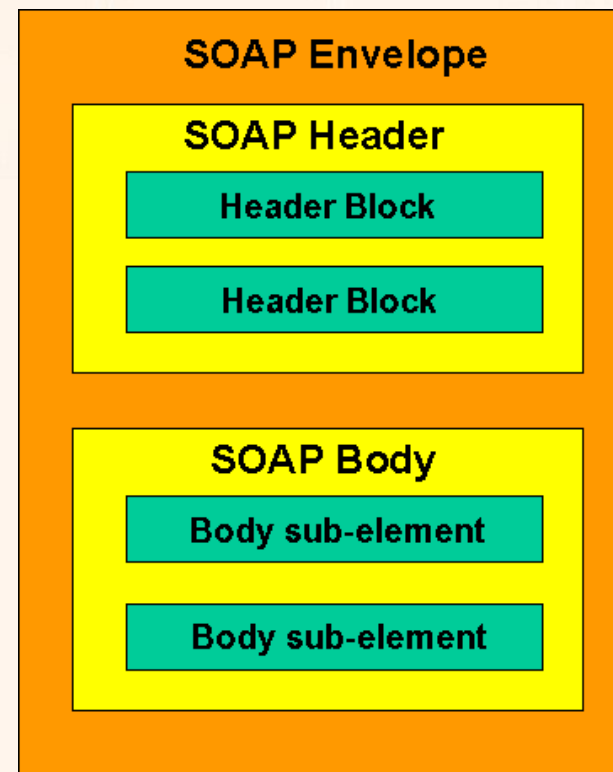 SOAP Envelope
SOAP Header
Header Block
Header Block
SOAP Body
Body sub-element
Body sub-element